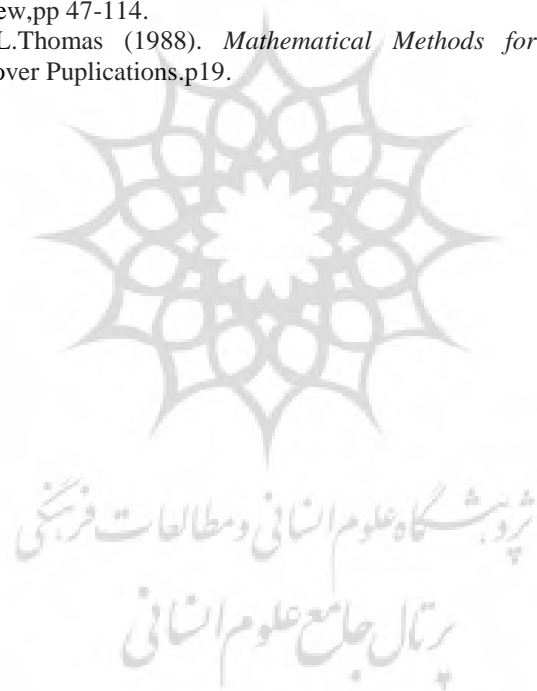 ew,pp 47-114.
L.Thomas (1988). Mathematical Methods for
over Puplications.p19.
پژوهشگاه علوم انسانی و مطالعات فرهنگی
پرتال جامع علوم انسانی